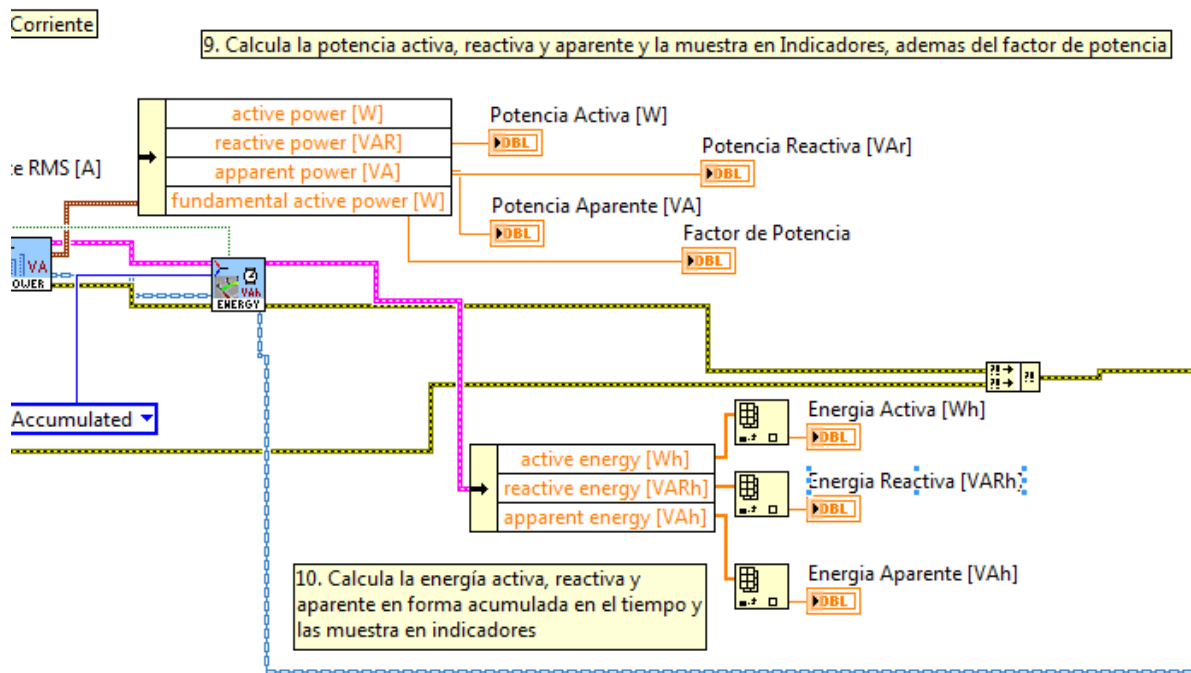 Corriente
9. Calcula la potencia activa, reactiva y aparente y la muestra en Indicadores, ademas del factor de potencia
active power [W]
reactive power [VAR]
apparent power [VA]
fundamental active power [W]
Potencia Activa [W]
DBL
Potencia Reactiva [VAr]
DBL
RMS [A]
Potencia Aparente [VA]
DBL
Factor de Potencia
DBL
VA
VAh
ENERGY
Accumulated
active energy [Wh]
reactive energy [VARh]
apparent energy [VAh]
Energia Activa [Wh]
DBL
Energia Reactiva [VARh]
DBL
Energia Aparente [VAh]
DBL
10. Calcula la energía activa, reactiva y
aparente en forma acumulada en el tiempo y
las muestra en indicadores